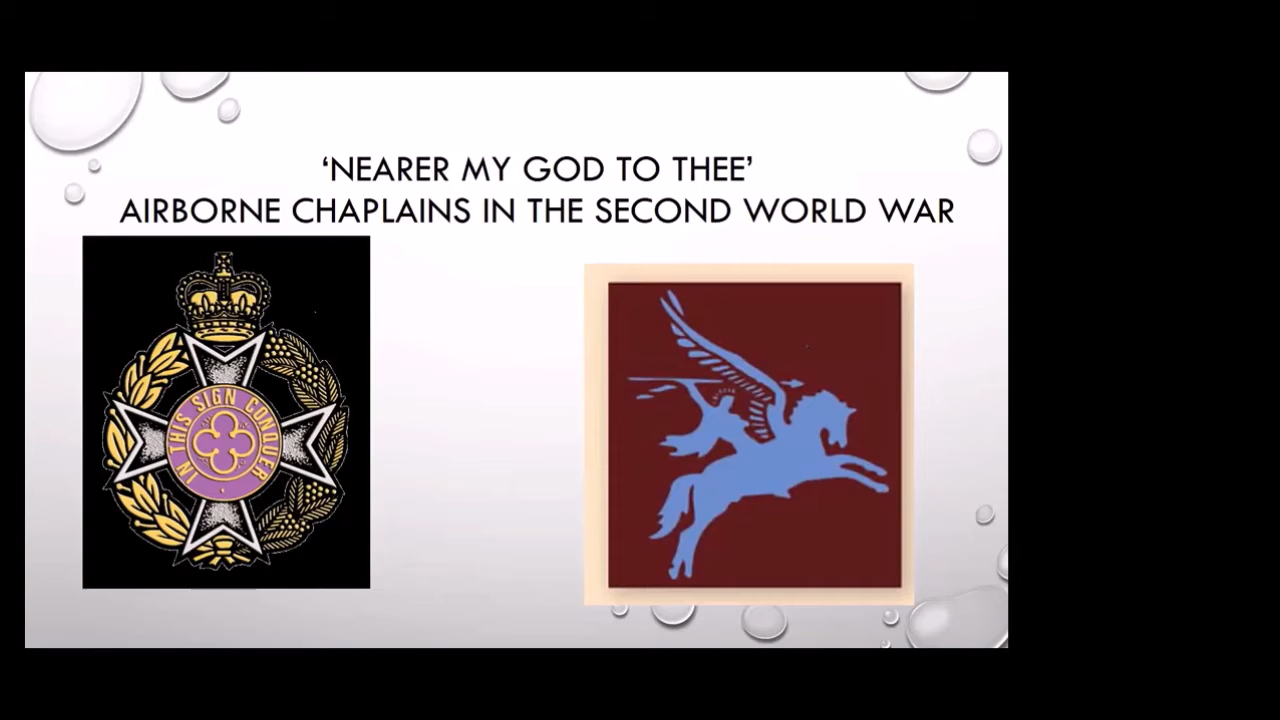 ‘NEARER MY GOD TO THEE’
AIRBORNE CHAPLAINS IN THE SECOND WORLD WAR
IN THIS SIGN CONQUER